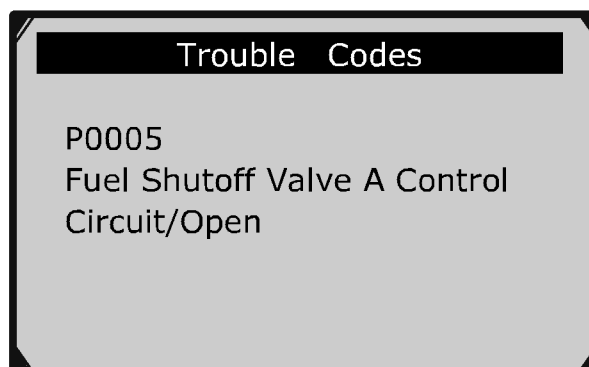 Trouble Codes
P0005
Fuel Shutoff Valve A Control
Circuit/Open